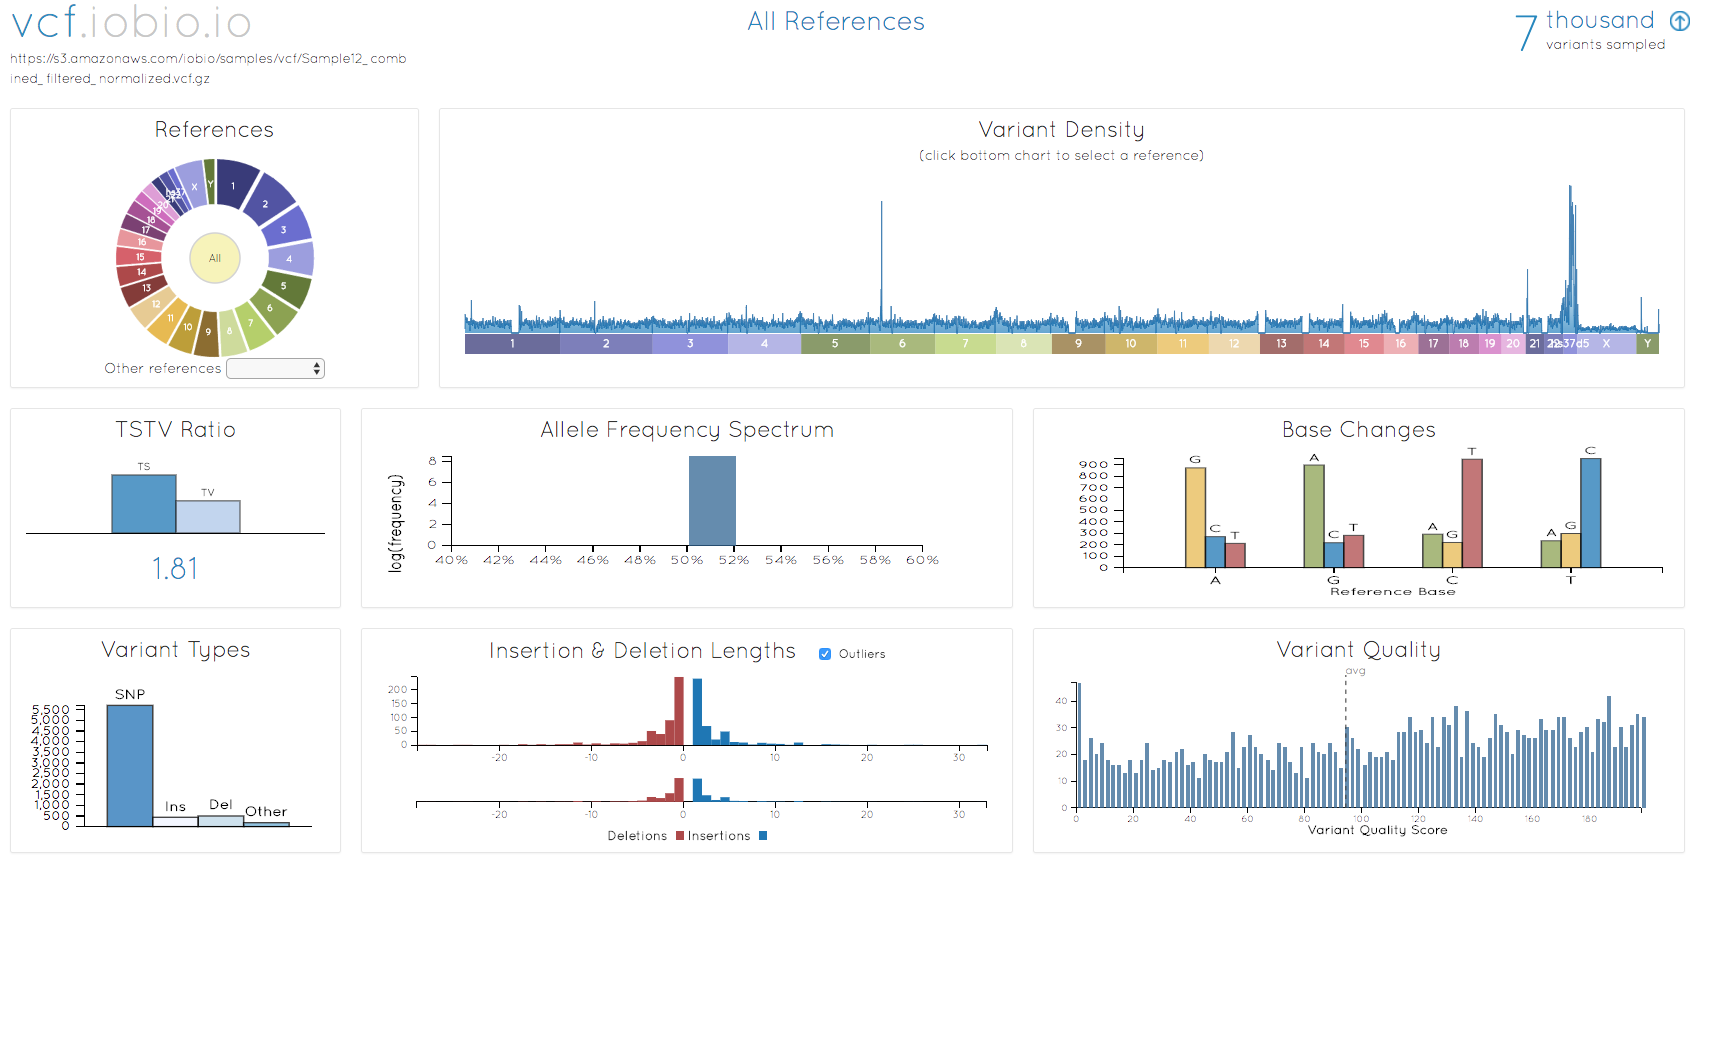 vcf.iobio.io
All References
7 thousand
variants sampled
https://s3.amazonaws.com/iobio/samples/vcf/Sample12_comb
ined_filtered_normalized.vcf.gz
References
1
2
3
4
5
6
7
8
9
10
11
12
13
14
15
16
17
18
19
20
X
Y
All
Other references
Variant Density
(click bottom chart to select a reference)
1 2 3 4 5 6 7 8 9 10 11 12 13 14 15 16 17 18 19 20 21 22 hs37d5 X Y
TSTV Ratio
TS
TV
1.81
Allele Frequency Spectrum
log(frequency)
8
6
4
2
0
40% 42% 44% 46% 48% 50% 52% 54% 56% 58% 60%
Base Changes
900
800
700
600
500
400
300
200
100
0
G C T
A C T
A G T
A G C
A G C T
Reference Base
Variant Types
SNP
Ins
Del
Other
5,500
5,000
4,500
4,000
3,500
3,000
2,500
2,000
1,500
1,000
500
0
Insertion & Deletion Lengths
Outliers
200
150
100
50
0
-20 -10 0 10 20 30
-20 -10 0 10 20 30
Deletions Insertions
Variant Quality
avg
40
30
20
10
0
0 20 40 60 80 100 120 140 160 180
Variant Quality Score